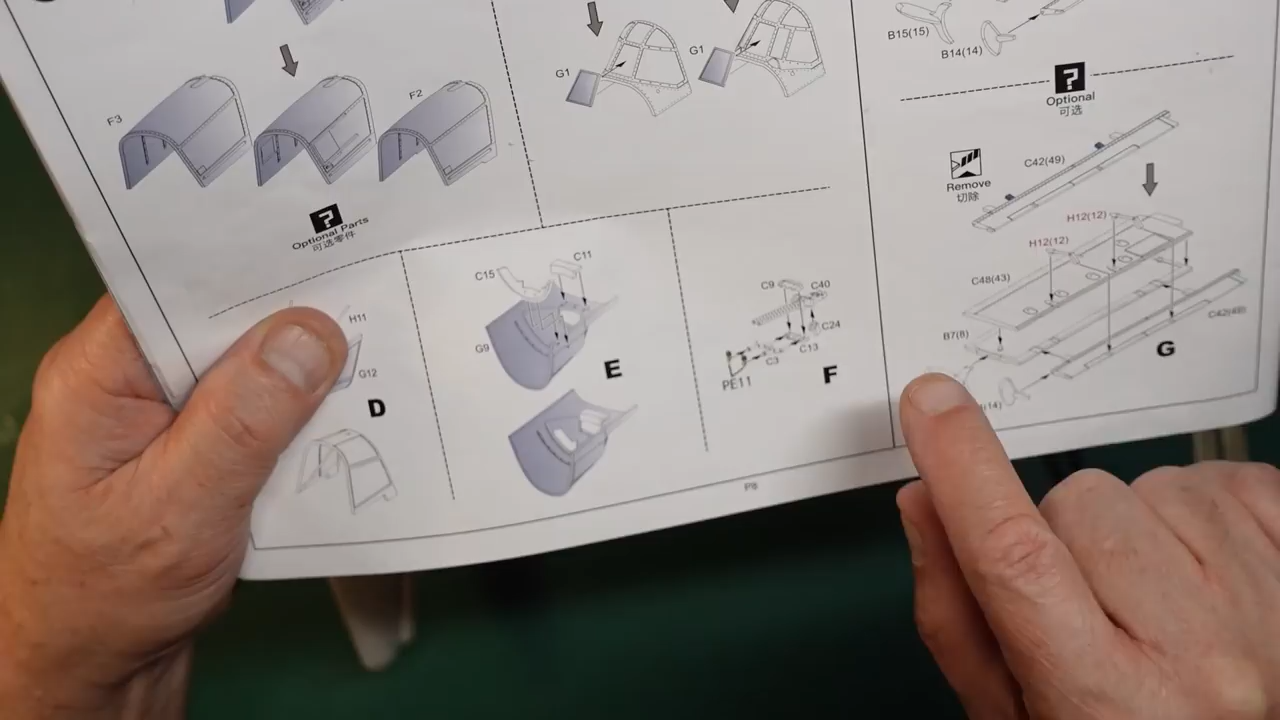 F3
F2
?
Optional Parts
可选零件
G1
G1
B15(15)
B14(14)
?
Optional
可选
Remove
切除
C42(49)
H12(12)
H12(12)
C48(43)
B7(8)
C42(49)
G
H11
G12
D
C15
C11
G9
E
C9
C40
C24
C13
C3
PE11
F
P8